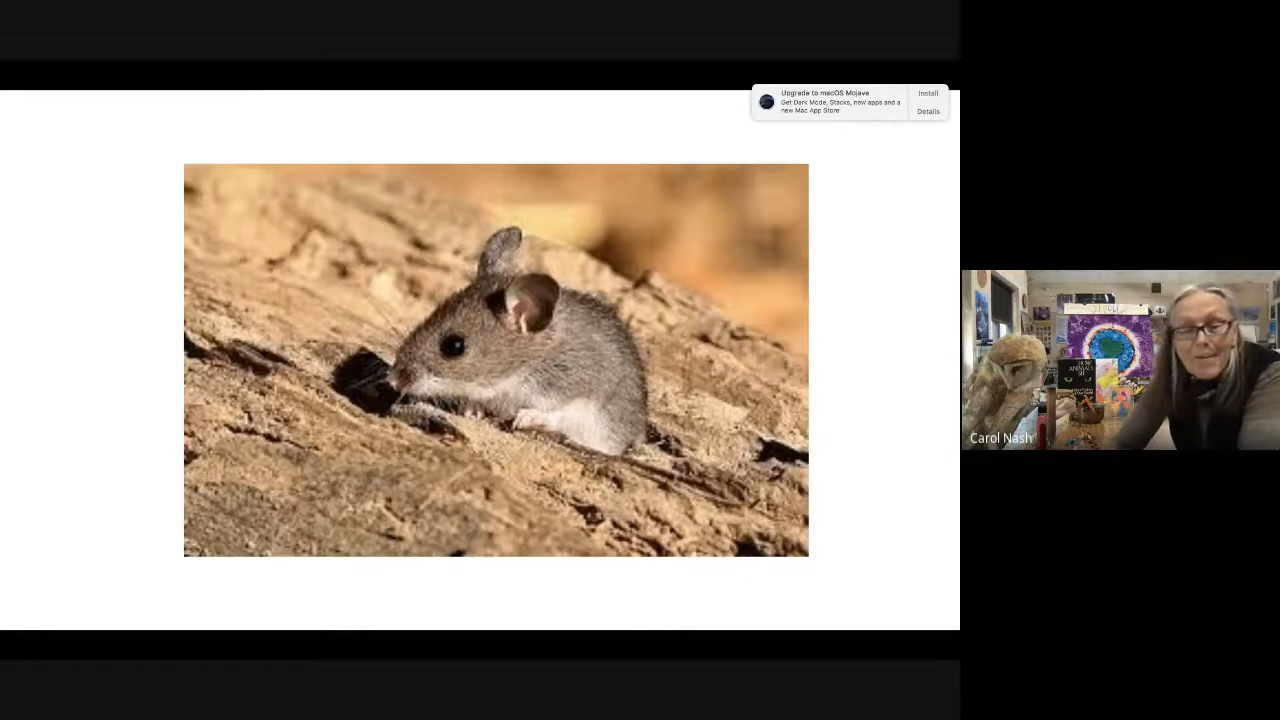 Upgrade to macOS Mojave
Get Dark Mode, Stacks, new apps and a
new Mac App Store
Install
Details
ANIMALS
Carol Nash